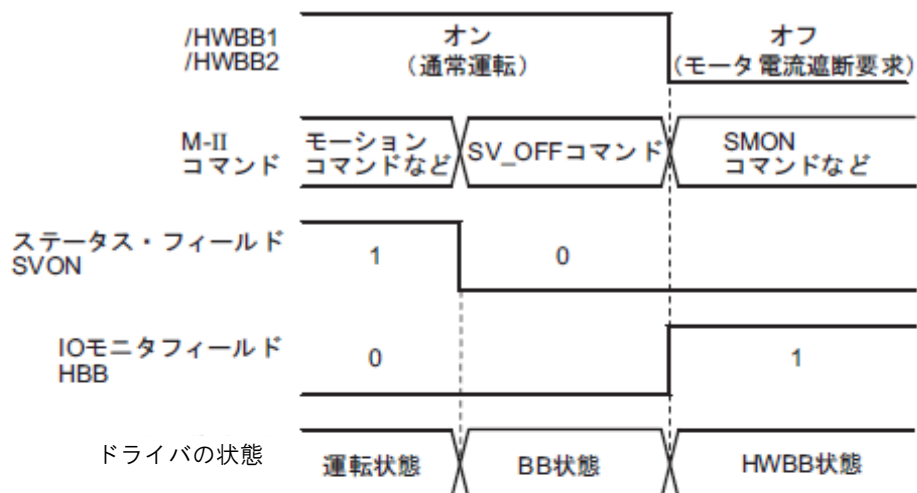 /HWBB1
/HWBB2
オン
(通常運転)
オフ
(モータ電流遮断要求)
M-II
コマンド
モーション
コマンドなど
SV_OFFコマンド
SMON
コマンドなど
ステータス・フィールド
SVON
1
0
IOモニタフィールド
HBB
0
1
ドライバの状態
運転状態
BB状態
HWBB状態